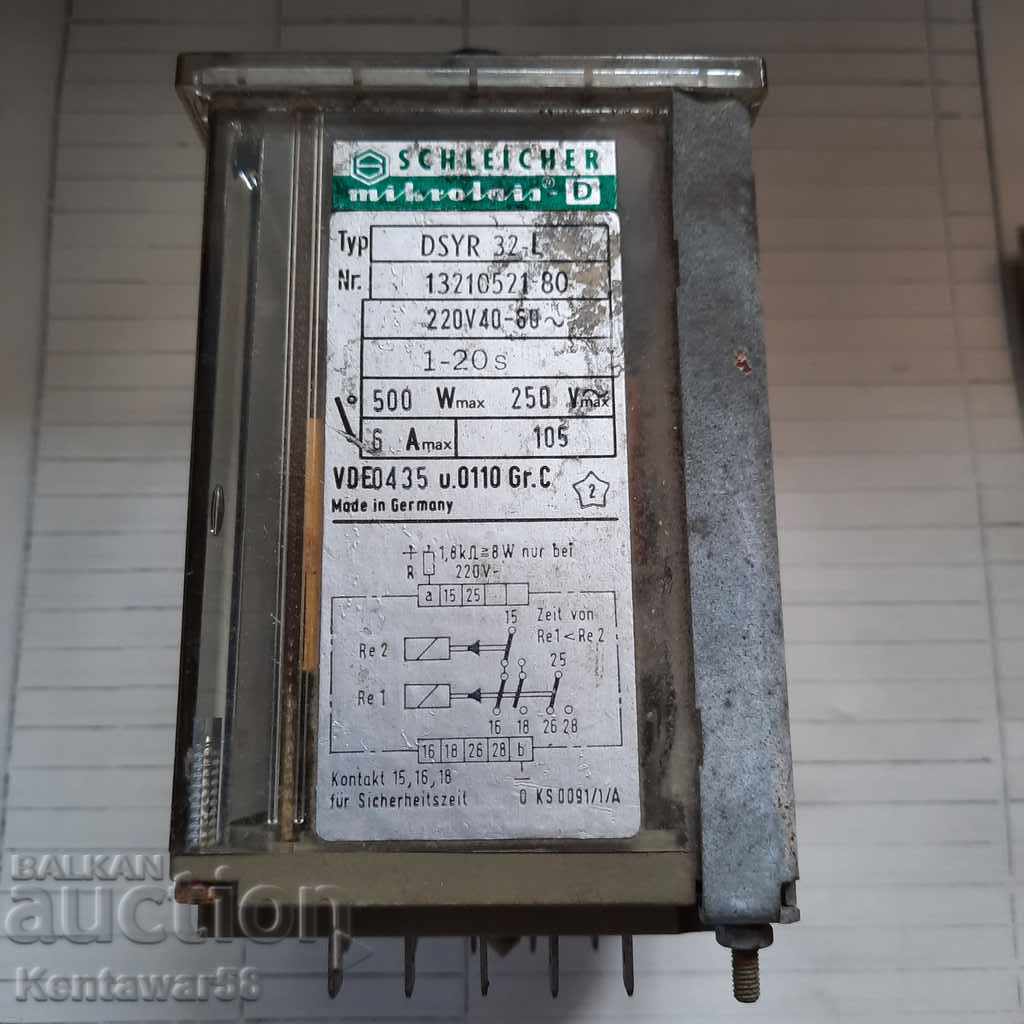 SCHLEICHER
mikrolais®-D
Typ DSYR 32-L
Nr. 13210521-80
220V40-60~
1-20s
500 Wmax 250 Vmax
6 Amax 105
VDE0435 u.0110 Gr.C 2
Made in Germany
+ 1,8kΩ≧8W nur bei
R 220V-
a 15 25
15 Zeit von
Re1<Re2
Re 2
25
Re 1
16 18 26 28
16 18 26 28 b
Kontakt 15,16,18
für Sicherheitszeit 0 KS0091/1/A
BALKAN
auction
Kentawar58